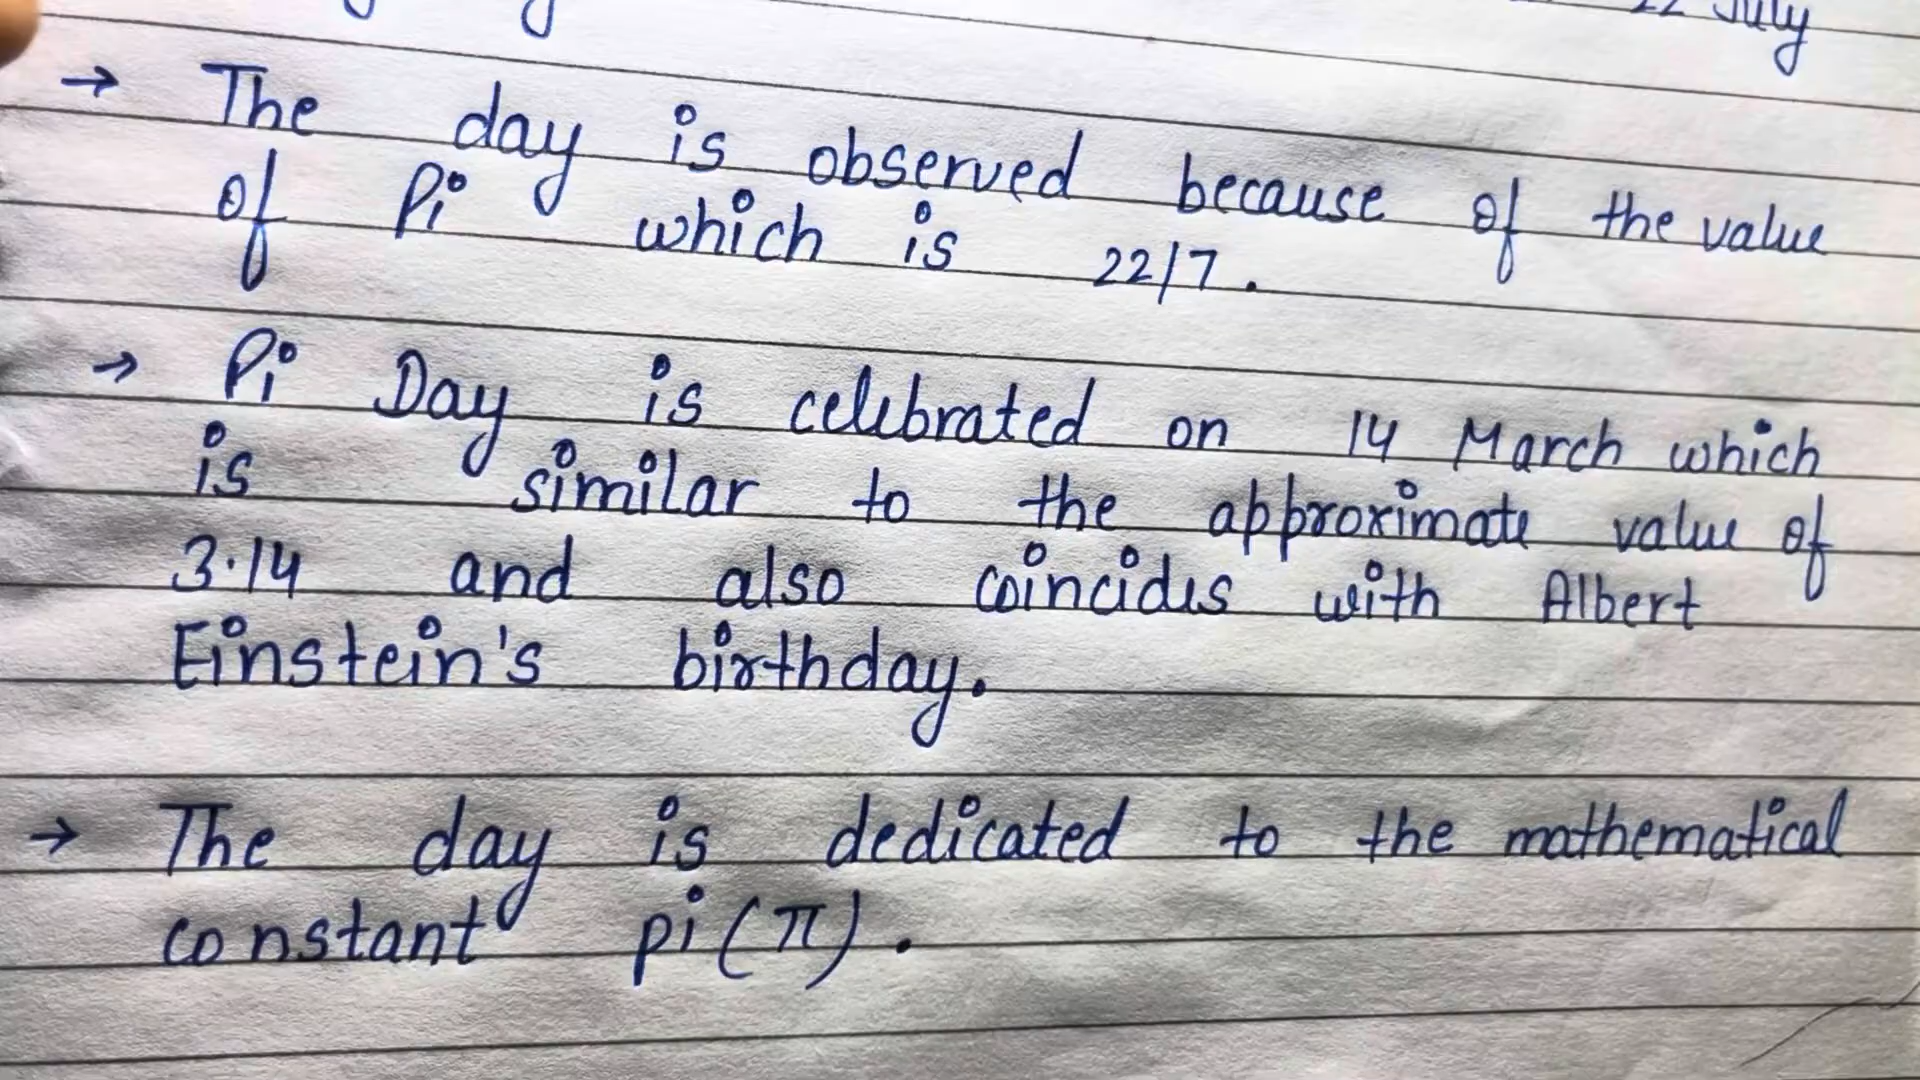 22 July
→ The day is observed because of the value
of Pi which is 22/7.
→ Pi Day is celebrated on 14 March which
is similar to the approximate value of
3.14 and also coincides with Albert
Einstein's birthday.
→ The day is dedicated to the mathematical
constant pi (π).